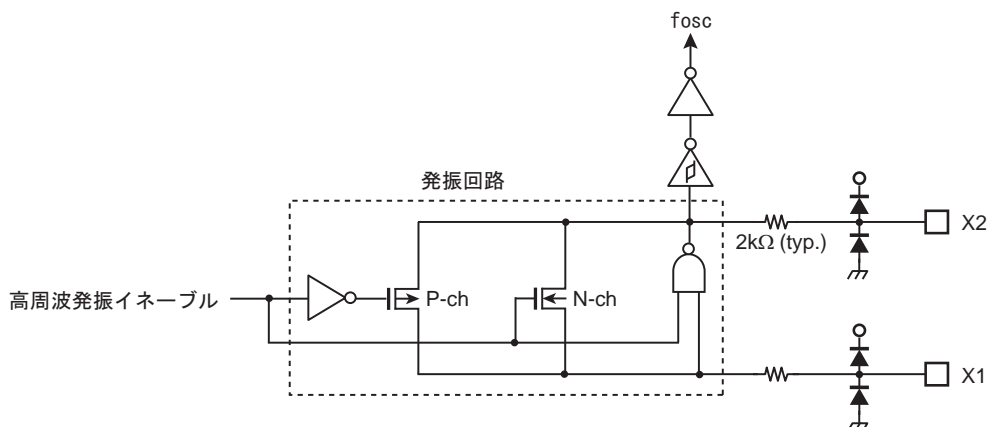 fosc
発振回路
X2
2kΩ (typ.)
高周波発振イネーブル
P-ch
N-ch
X1